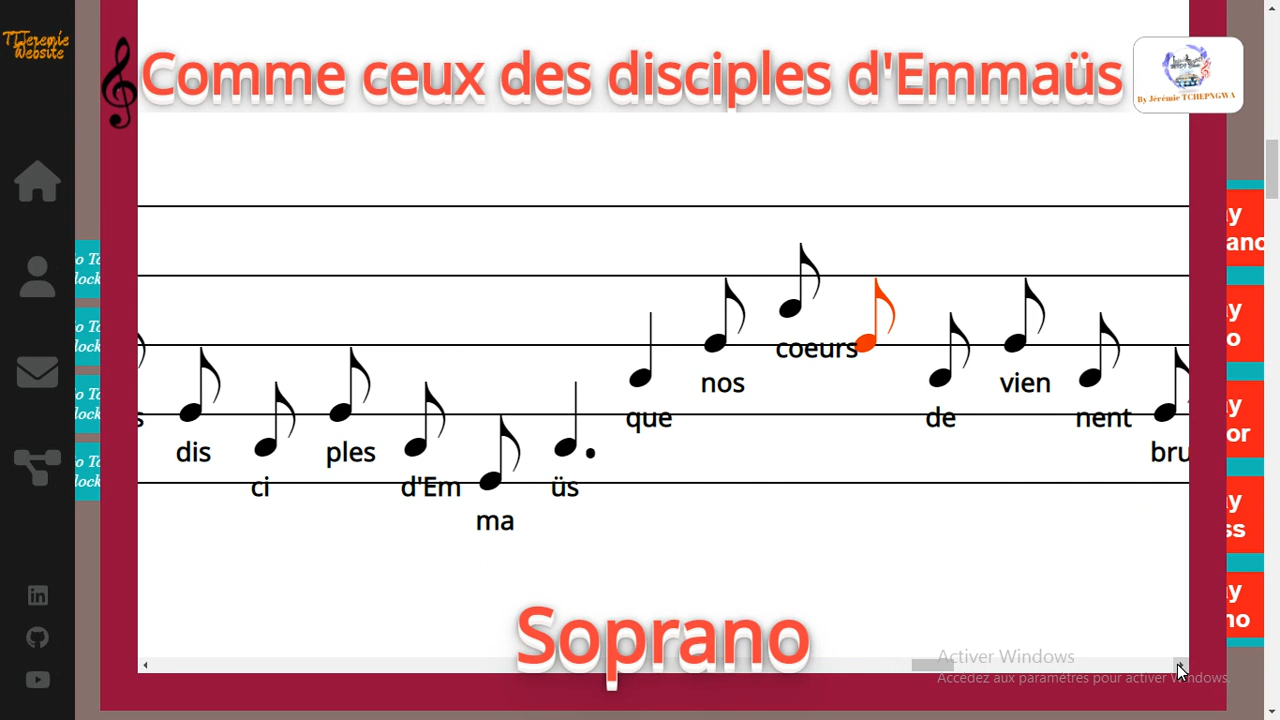 TTJeremie
Website
Comme ceux des disciples d'Emmaüs
By Jérémie TCHEPNGWA
s dis ci ples d'Em ma üs que nos coeurs de vien nent bru
Soprano
Activer Windows
Accédez aux paramètres pour activer Windows.